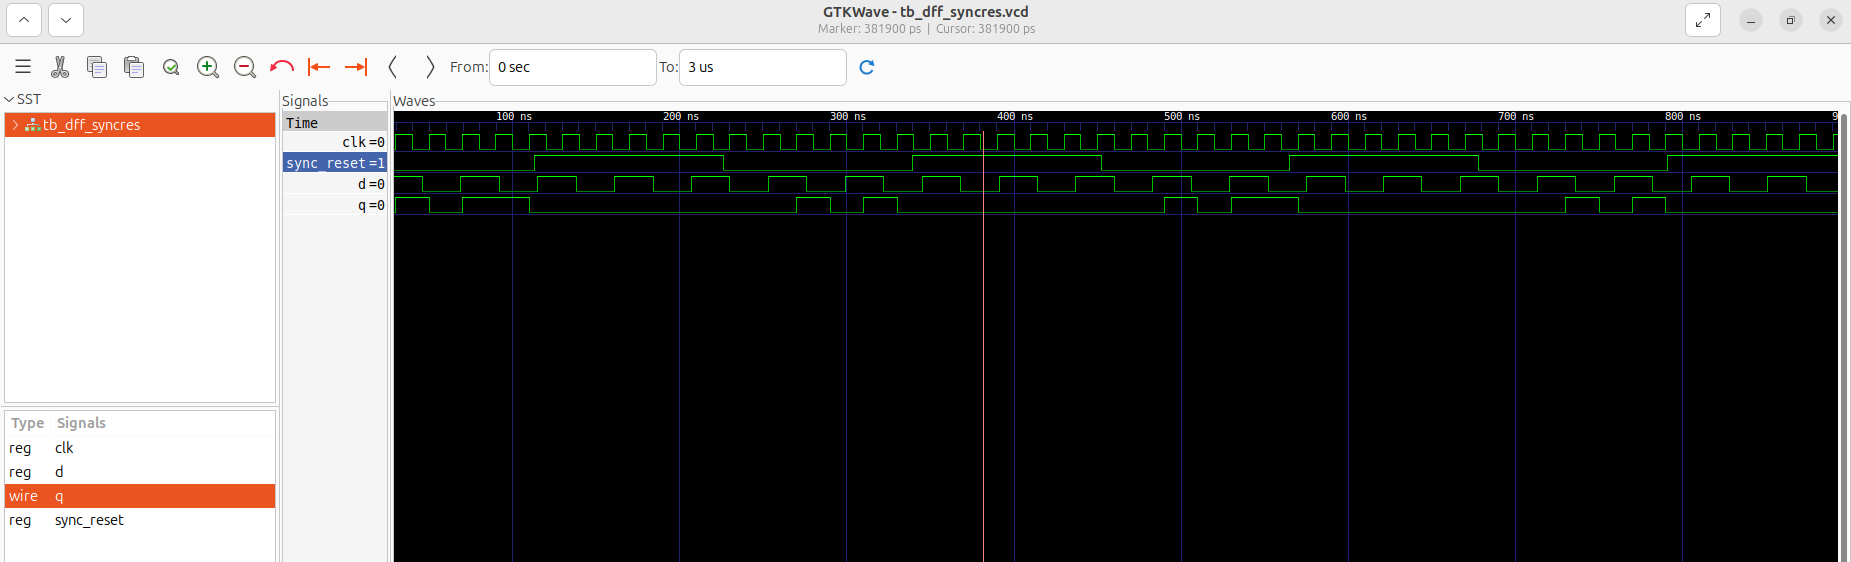 GTKWave - tb_dff_syncres.vcd
Marker: 381900 ps | Cursor: 381900 ps
From: 0 sec To: 3 us
SST
tb_dff_syncres
Type Signals
reg clk
reg d
wire q
reg sync_reset
Signals
Time
clk=0
sync_reset=1
d=0
q=0
Waves
100 ns 200 ns 300 ns 400 ns 500 ns 600 ns 700 ns 800 ns 9